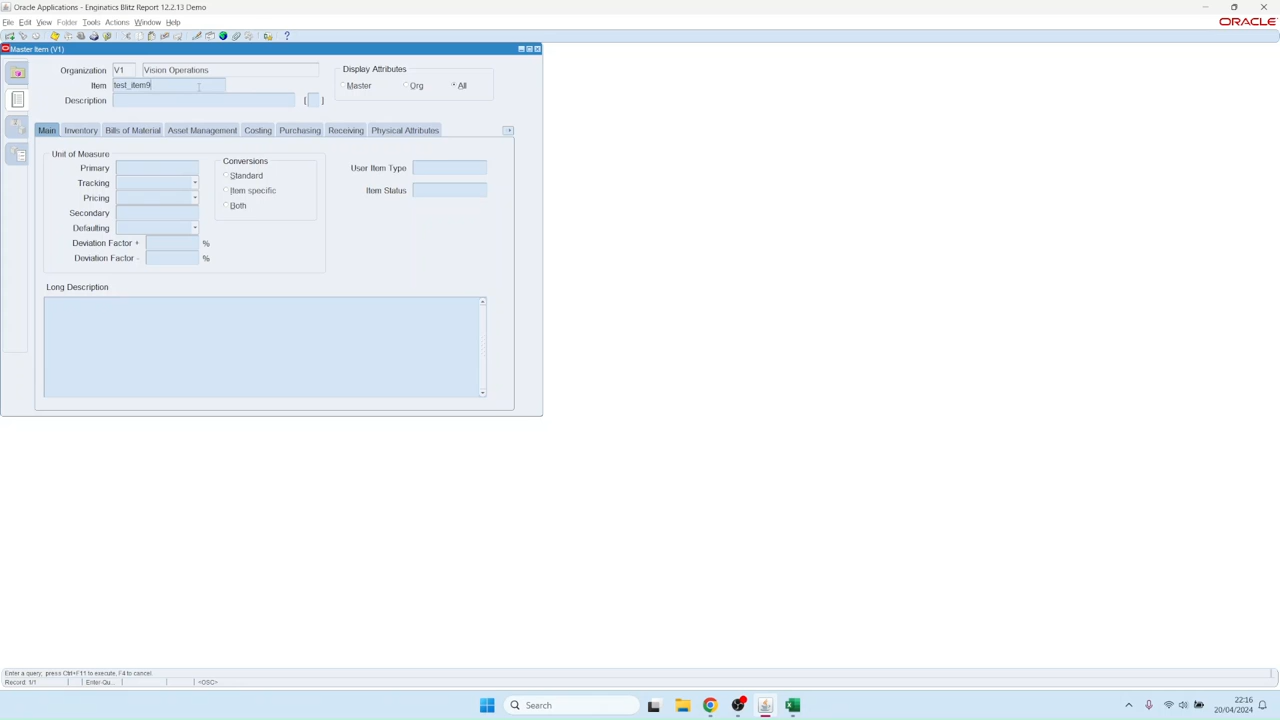 Oracle Applications - Enginatics Blitz Report 12.2.13 Demo
File Edit View Folder Tools Actions Window Help
ORACLE
Master Item (V1)
Organization V1 Vision Operations
Display Attributes
Item test_item9
Master Org All
Description
[ ]
Main Inventory Bills of Material Asset Management Costing Purchasing Receiving Physical Attributes
Unit of Measure
Conversions
Primary
User Item Type
Standard
Tracking
Item specific
Item Status
Pricing
Both
Secondary
Defaulting
Deviation Factor + %
Deviation Factor - %
Long Description
Enter a query; press Ctrl+F11 to execute, F4 to cancel.
Record: 1/1 Enter-Qu... <OSC>
Search
22:16
20/04/2024